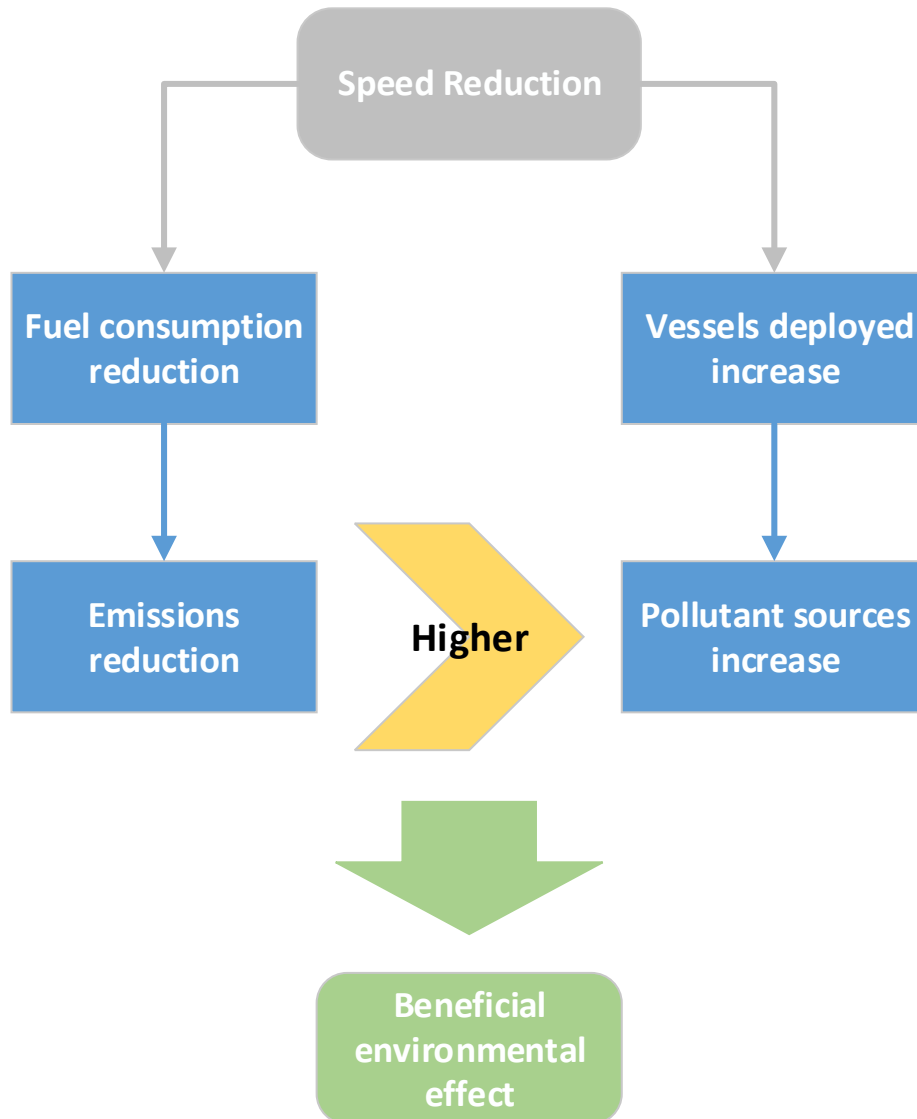 Speed Reduction
Fuel consumption
reduction
Vessels deployed
increase
Emissions
reduction
Higher
Pollutant sources
increase
Beneficial
environmental
effect